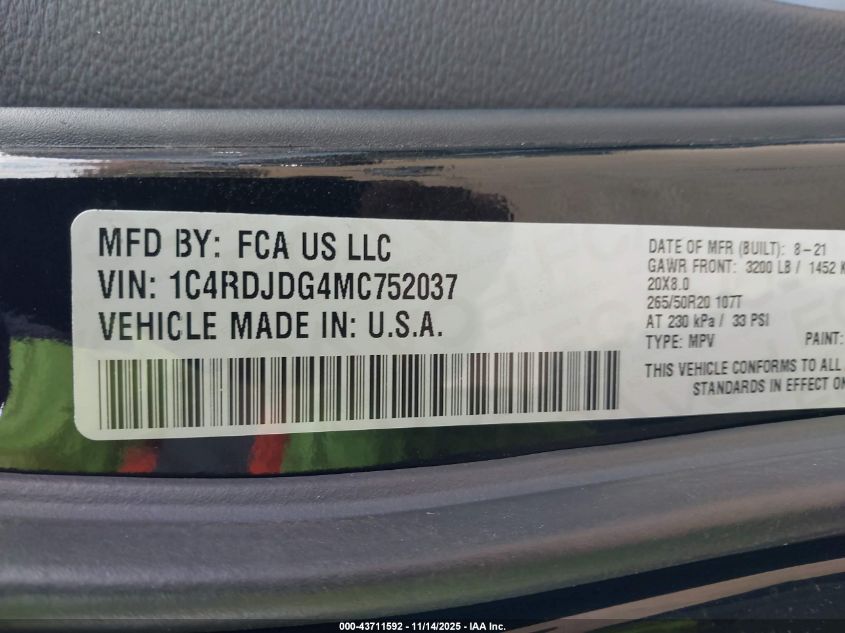 MFD BY: FCA US LLC
VIN: 1C4RDJDG4MC752037
VEHICLE MADE IN: U.S.A.
DATE OF MFR (BUILT): 8-21
GAWR FRONT: 3200 LB / 1452 K
20X8.0
265/50R20 107T
AT 230 kPa / 33 PSI
TYPE: MPV PAINT:
THIS VEHICLE CONFORMS TO ALL
STANDARDS IN EFFECT ON
000-43711592 - 11/14/2025 - IAA Inc.